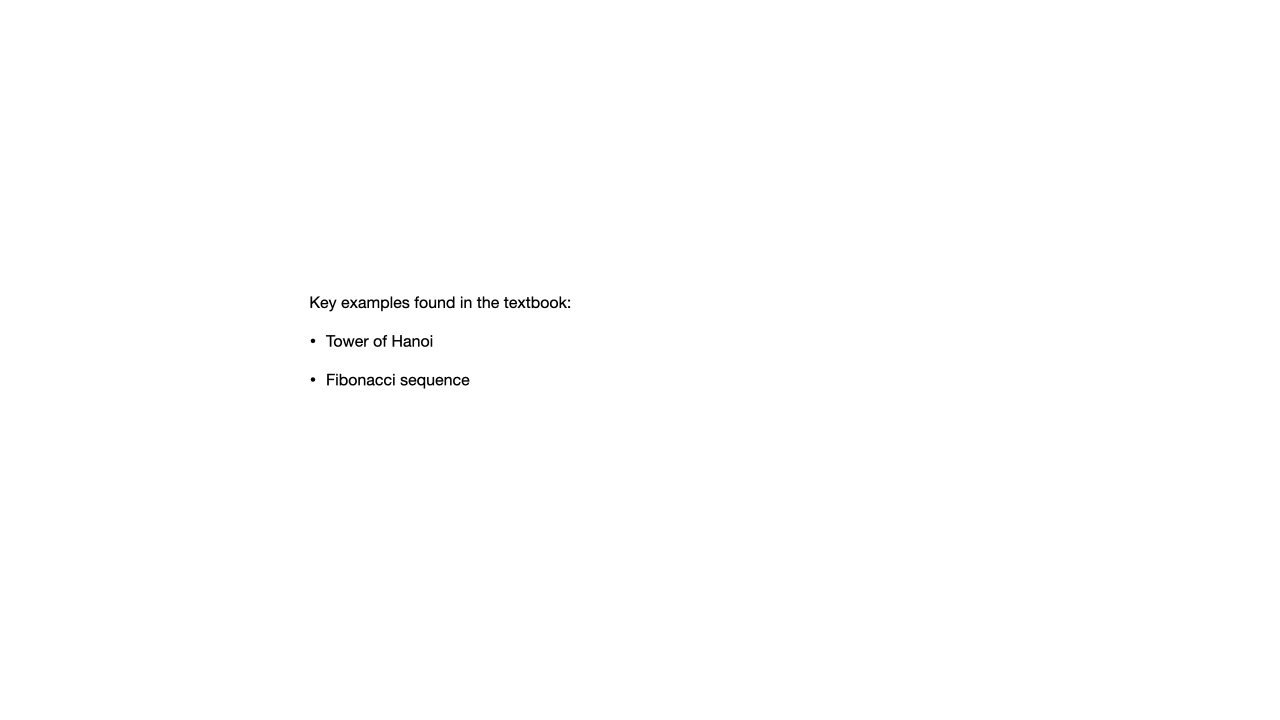 Key examples found in the textbook:
• Tower of Hanoi
• Fibonacci sequence